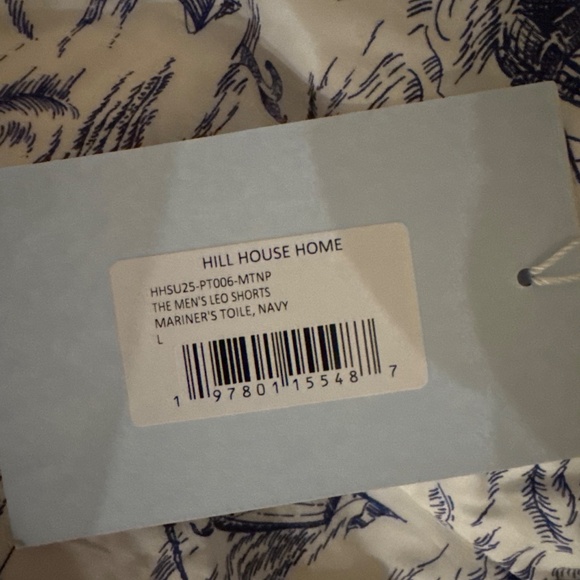 HILL HOUSE HOME
HHSU25-PT006-MTNP
THE MEN'S LEO SHORTS
MARINER'S TOILE, NAVY
L
1 97801 15548 7